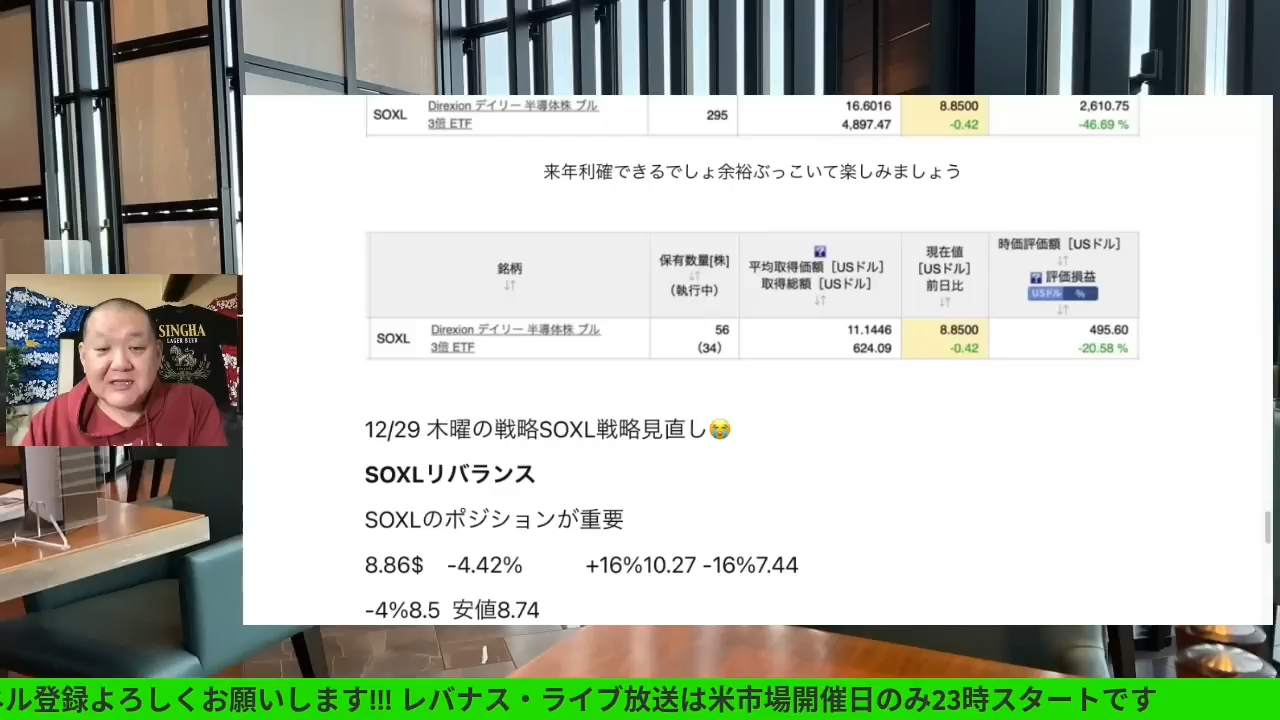 SOXL
Direxion デイリー 半導体株 ブル
3倍 ETF
295
16.6016
4,897.47
8.8500
-0.42
2,610.75
-46.69 %
来年利確できるでしょ余裕ぶっこいて楽しみましょう
銘柄
↓↑
保有数量[株]
↓↑
(執行中)
?
平均取得価額［USドル］
取得総額［USドル］
↓↑
現在値
［USドル］
前日比
↓↑
時価評価額［USドル］
↓↑
? 評価損益
USドル %
↓↑
SOXL
Direxion デイリー 半導体株 ブル
3倍 ETF
56
(34)
11.1446
624.09
8.8500
-0.42
495.60
-20.58 %
SINGHA
LAGER BEER
12/29 木曜の戦略SOXL戦略見直し😭
SOXLリバランス
SOXLのポジションが重要
8.86$ -4.42% +16%10.27 -16%7.44
-4%8.5 安値8.74
ネル登録よろしくお願いします!!! レバナス・ライブ放送は米市場開催日のみ23時スタートです